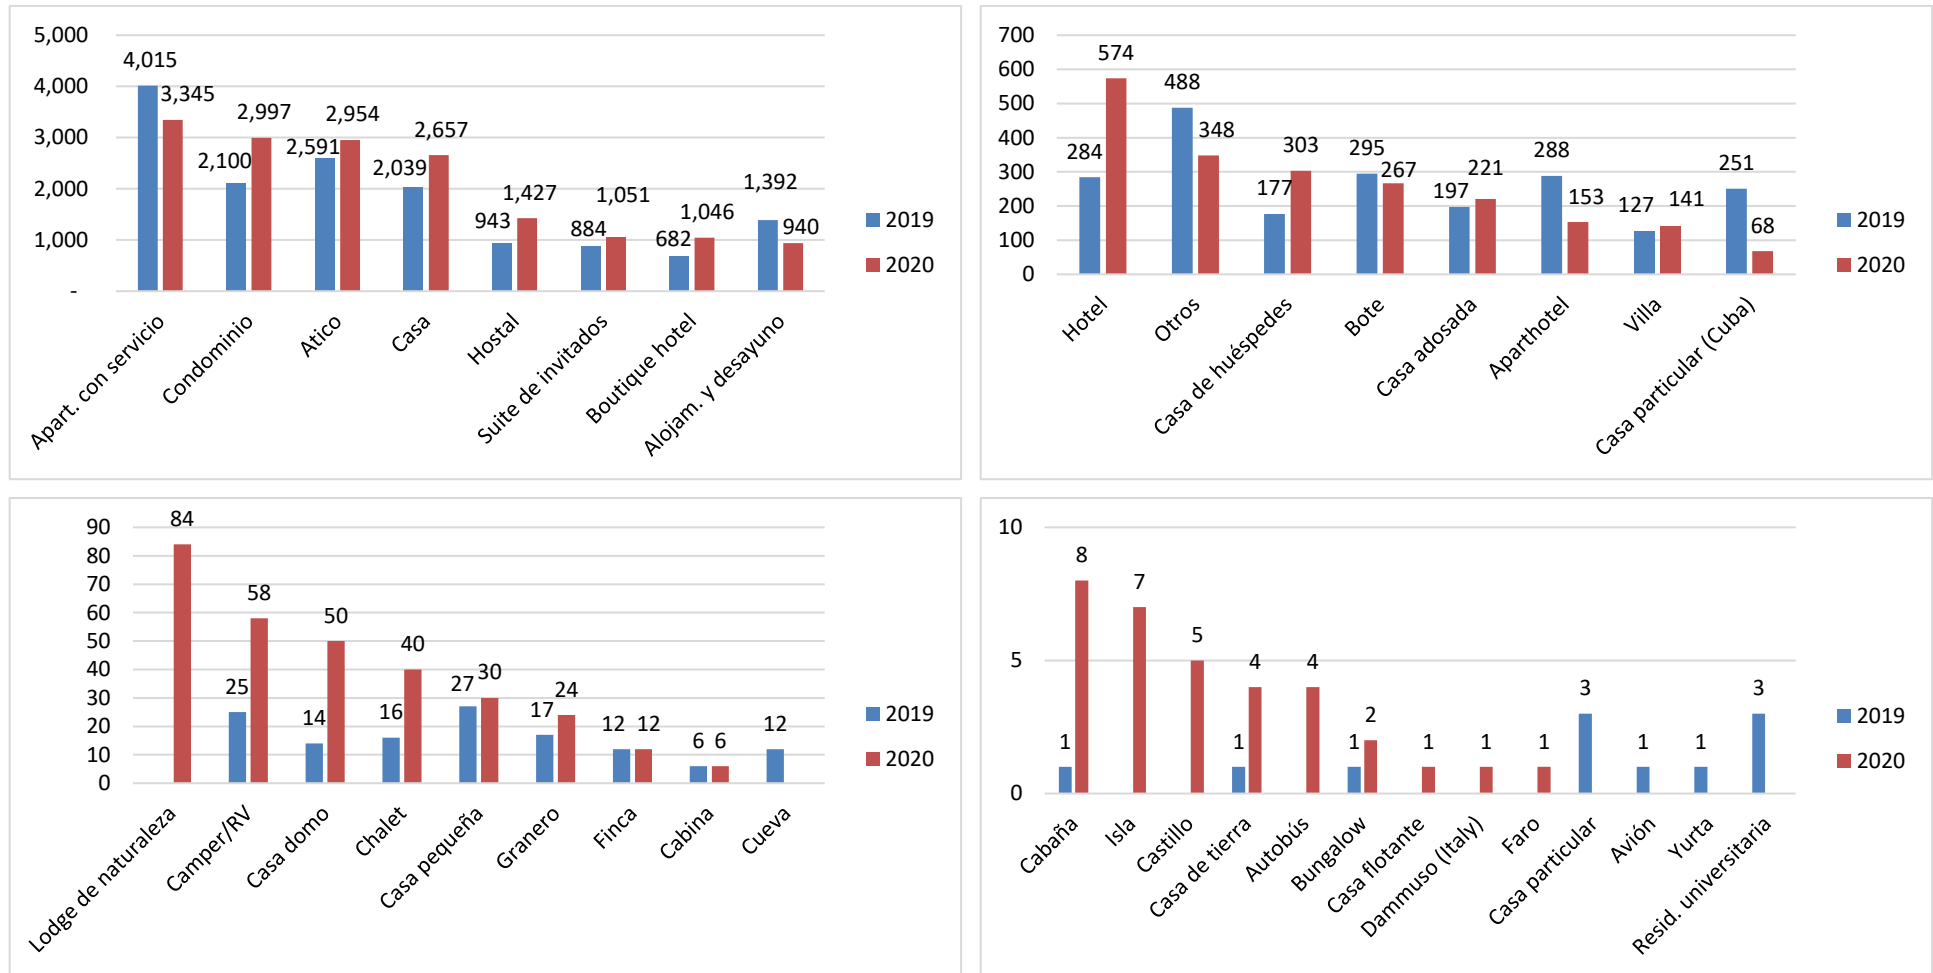 5,000
4,000
3,000
2,000
1,000
-
4,015
3,345
2,100
2,997
2,591
2,954
2,039
2,657
943
1,427
884
1,051
682
1,046
1,392
940
Apart. con servicio
Condominio
Atico
Casa
Hostal
Suite de invitados
Boutique hotel
Alojam. y desayuno
2019
2020
700
600
500
400
300
200
100
0
284
574
488
348
177
303
295
267
197
221
288
153
127
141
251
68
Hotel
Otros
Casa de huéspedes
Bote
Casa adosada
Aparthotel
Villa
Casa particular (Cuba)
2019
2020
90
80
70
60
50
40
30
20
10
0
84
25
58
14
50
16
40
27
30
17
24
12
12
6
6
12
Lodge de naturaleza
Camper/RV
Casa domo
Chalet
Casa pequeña
Granero
Finca
Cabina
Cueva
2019
2020
10
5
0
1
8
7
5
1
4
4
1
2
1
1
1
3
1
1
3
Cabaña
Isla
Castillo
Casa de tierra
Autobús
Bungalow
Casa flotante
Dammuso (Italy)
Faro
Casa particular
Avión
Yurta
Resid. universitaria
2019
2020